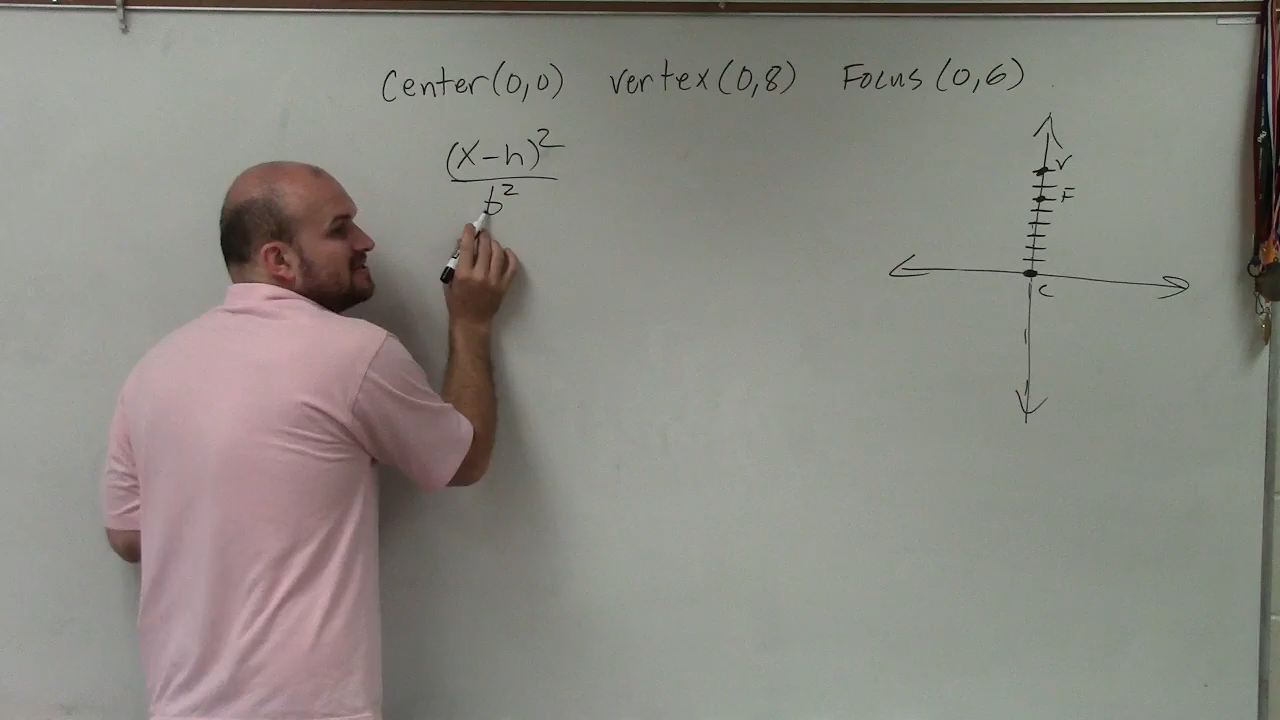 Center(0,0) vertex(0,8) Focus(0,6)
(x-h)²
b²
V
F
C